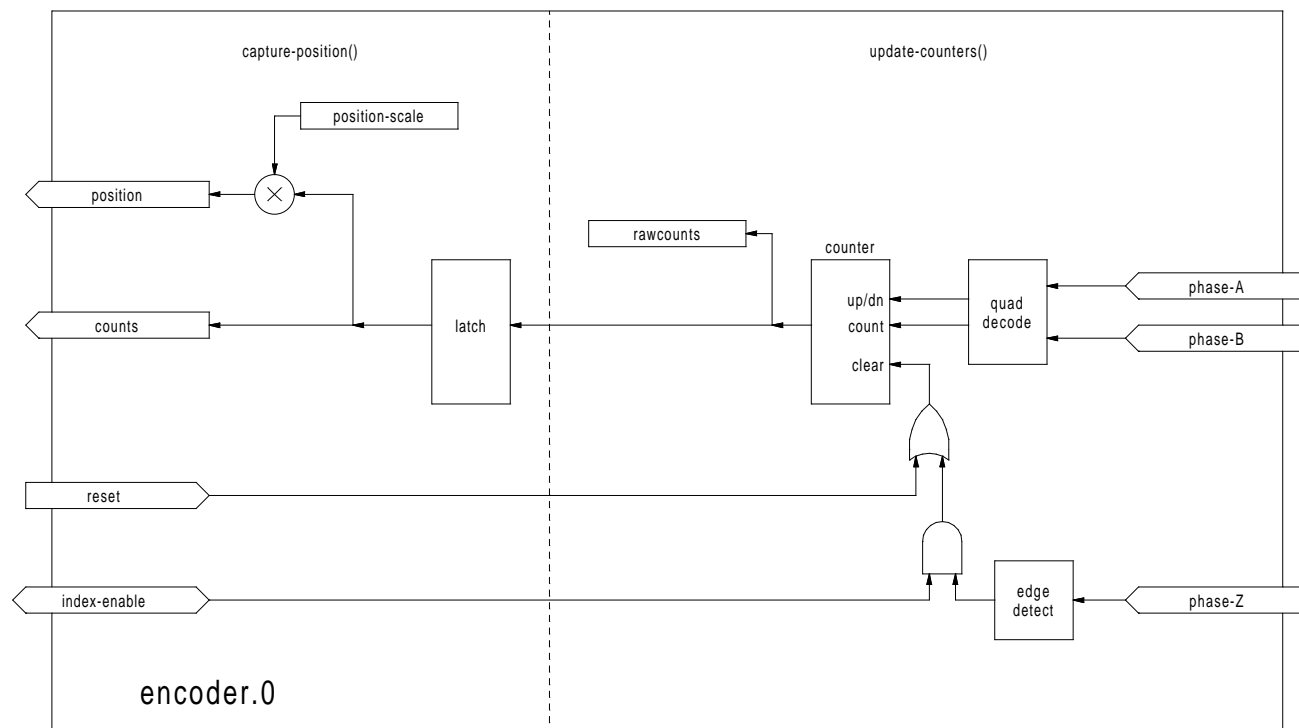 capture-position()
update-counters()
position-scale
position
rawcounts
counter
up/dn
count
clear
quad
decode
phase-A
phase-B
latch
counts
reset
index-enable
edge
detect
phase-Z
encoder.0